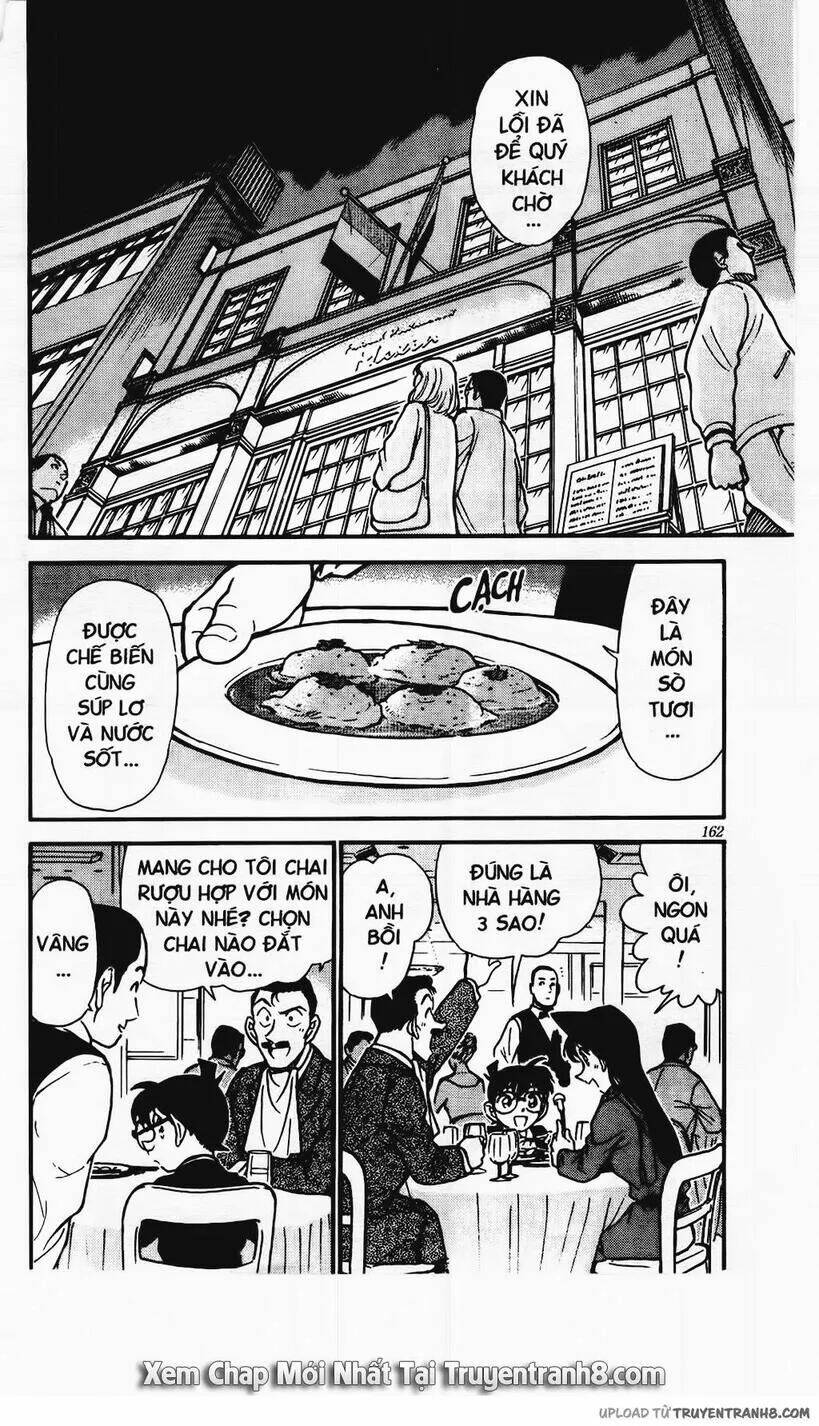 XIN
LỖI ĐÃ
ĐỂ QUÝ
KHÁCH
CHỜ
...
ĐÂY
LÀ
MÓN
SÒ
TƯƠI
...
CẠCH
ĐƯỢC
CHẾ BIẾN
CÙNG
SÚP LƠ
VÀ NƯỚC
SỐT...
162
ÔI,
NGON
QUÁ
!
ĐÚNG LÀ
NHÀ HÀNG
3 SAO!
A,
ANH
BỒI
!
MANG CHO TÔI CHAI
RƯỢU HỢP VỚI MÓN
NÀY NHÉ? CHỌN
CHAI NÀO ĐẮT
VÀO...
VÂNG
...
Xem Chap Mới Nhất Tại Truyentranh8.com
UPLOAD TỪ TRUYENTRANH8.COM